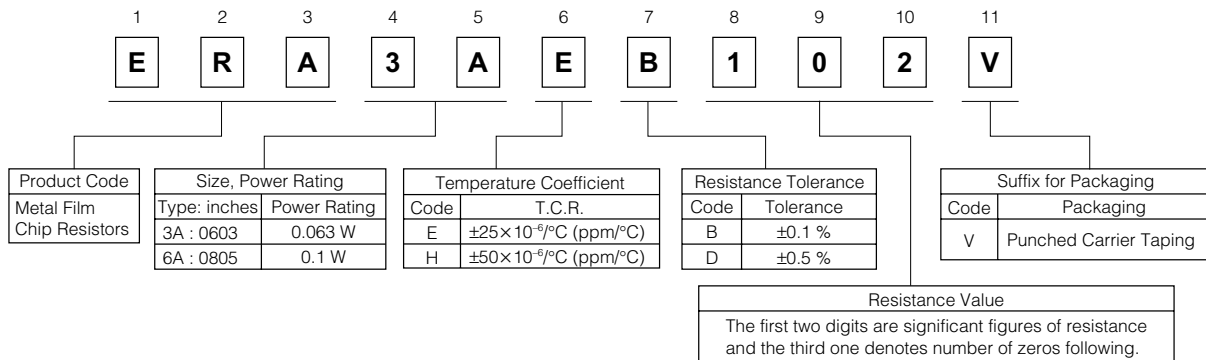 1 2 3 4 5 6 7 8 9 10 11
E R A 3 A E B 1 0 2 V
Product Code
Metal Film
Chip Resistors
Size, Power Rating
Type: inches Power Rating
3A : 0603 0.063 W
6A : 0805 0.1 W
Temperature Coefficient
Code T.C.R.
E ±25×10⁻⁶/°C (ppm/°C)
H ±50×10⁻⁶/°C (ppm/°C)
Resistance Tolerance
Code Tolerance
B ±0.1 %
D ±0.5 %
Suffix for Packaging
Code Packaging
V Punched Carrier Taping
Resistance Value
The first two digits are significant figures of resistance
and the third one denotes number of zeros following.